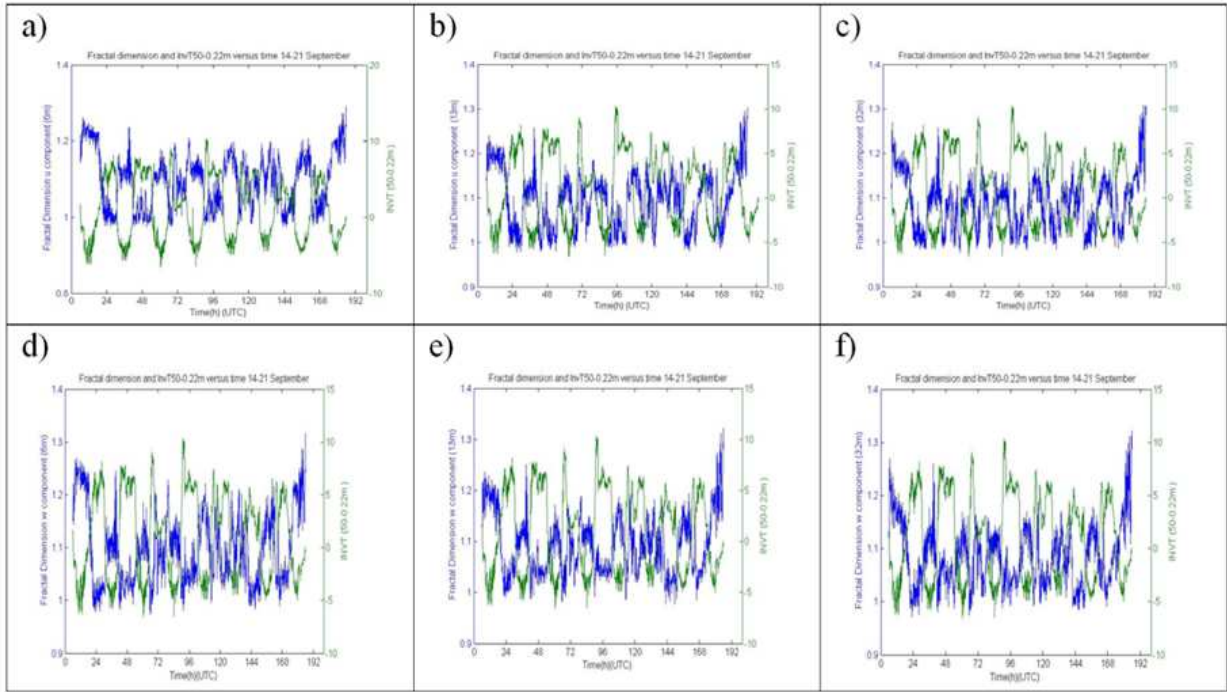 a)
Fractal dimension and InvT50-0.22m versus time 14-21 September
1.4
1.2
1
0.8
Fractal Dimension u component (6m)
20
10
0
-10
INVT (50-0.22m)
0 24 48 72 96 120 144 168 192
Time(h) (UTC)
b)
Fractal dimension and InvT50-0.22m versus time 14-21 September
1.4
1.3
1.2
1.1
1
0.9
Fractal Dimension u component (13m)
15
10
5
0
-5
-10
INVT (50-0.22m)
0 24 48 72 96 120 144 168 192
Time(h) (UTC)
c)
Fractal dimension and InvT50-0.22m versus time 14-21 September
1.4
1.3
1.2
1.1
1
0.9
Fractal Dimension u component (32m)
15
10
5
0
-5
-10
INVT (50-0.22m)
0 24 48 72 96 120 144 168 192
Time(h) (UTC)
d)
Fractal dimension and InvT50-0.22m versus time 14-21 September
1.4
1.3
1.2
1.1
1
0.9
Fractal Dimension w component (6m)
15
10
5
0
-5
-10
INVT (50-0.22m)
0 24 48 72 96 120 144 168 192
Time(h)(UTC)
e)
Fractal dimension and InvT50-0.22m versus time 14-21 September
1.4
1.3
1.2
1.1
1
0.9
Fractal Dimension w component (13m)
15
10
5
0
-5
-10
INVT (50-0.22m)
0 24 48 72 96 120 144 168 192
Time(h)(UTC)
f)
Fractal dimension and InvT50-0.22m versus time 14-21 September
1.4
1.3
1.2
1.1
1
0.9
Fractal Dimension w component (32m)
15
10
5
0
-5
-10
INVT (50-0.22m)
0 24 48 72 96 120 144 168 192
Time(h)(UTC)